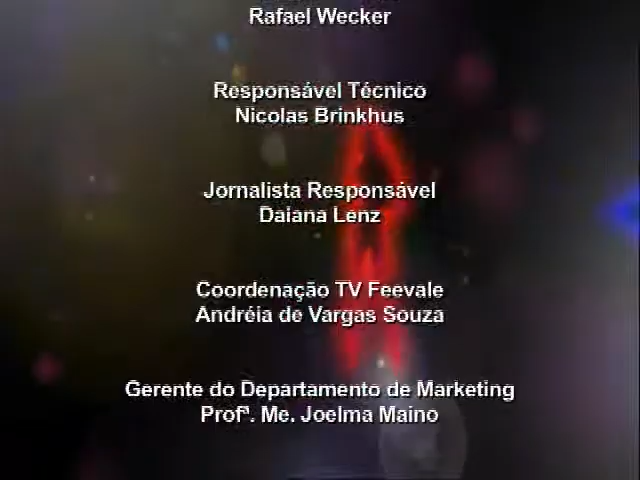 Rafael Wecker
Responsável Técnico
Nicolas Brinkhus
Jornalista Responsável
Daiana Lenz
Coordenação TV Feevale
Andréia de Vargas Souza
Gerente do Departamento de Marketing
Profª. Me. Joelma Maino